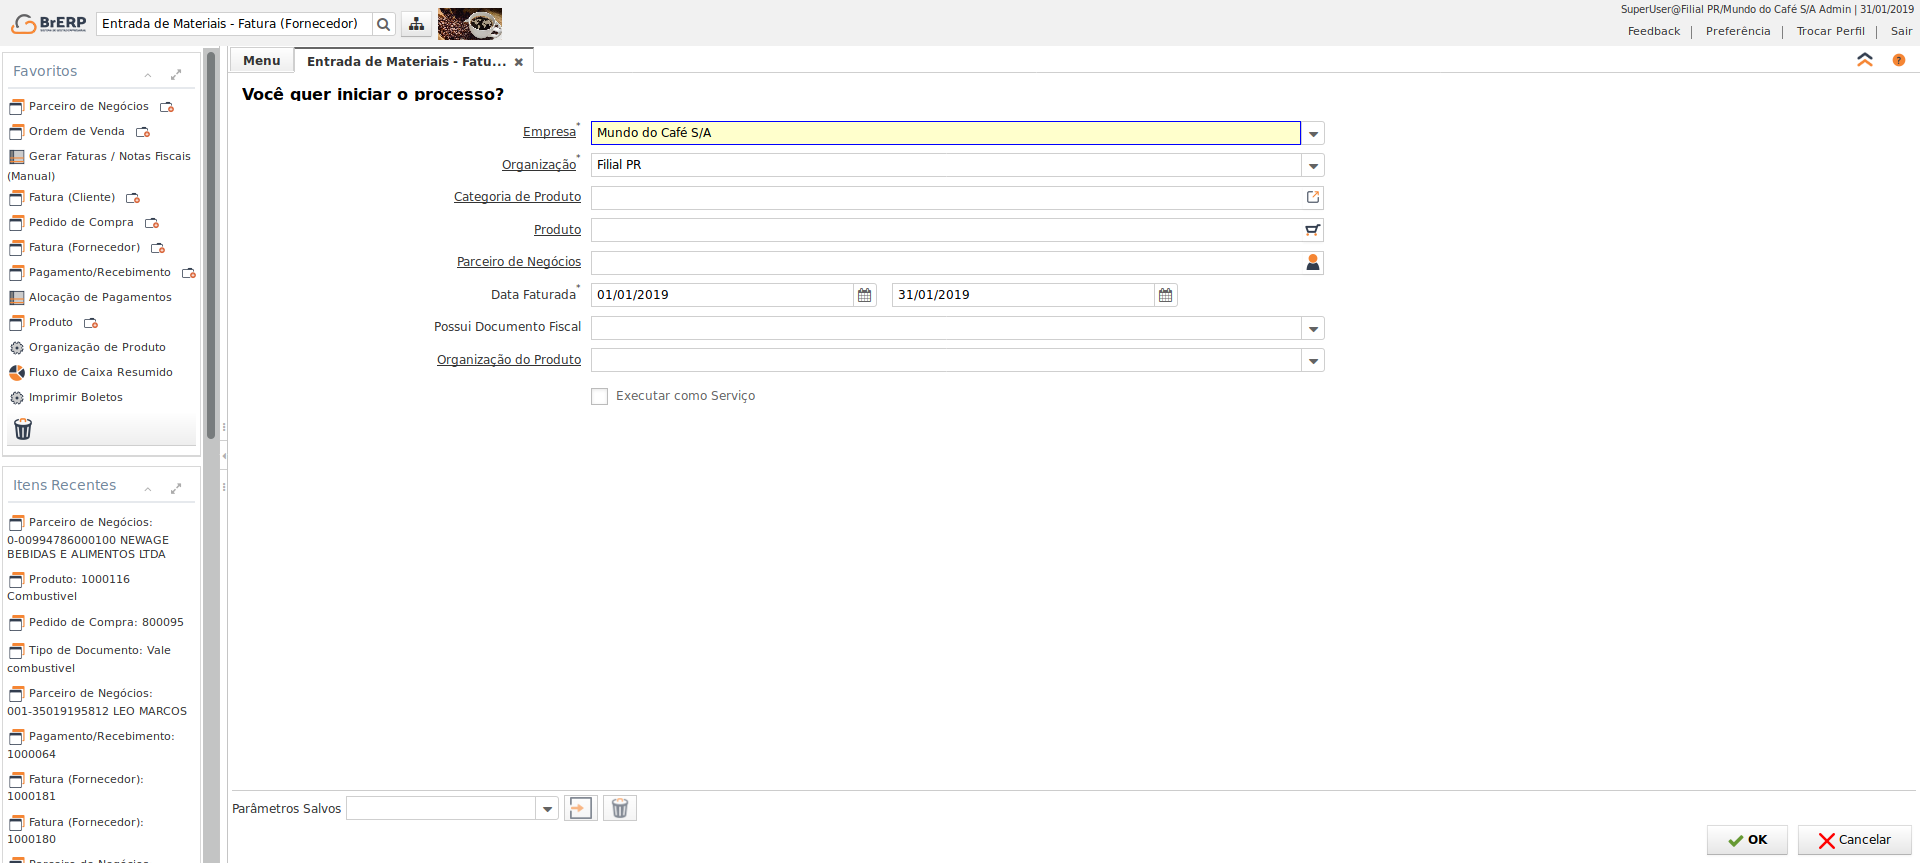 BrERP
Entrada de Materiais - Fatura (Fornecedor)
SuperUser@Filial PR/Mundo do Café S/A Admin | 31/01/2019
Feedback | Preferência | Trocar Perfil | Sair
Favoritos
Parceiro de Negócios
Ordem de Venda
Gerar Faturas / Notas Fiscais
(Manual)
Fatura (Cliente)
Pedido de Compra
Fatura (Fornecedor)
Pagamento/Recebimento
Alocação de Pagamentos
Produto
Organização de Produto
Fluxo de Caixa Resumido
Imprimir Boletos
Itens Recentes
Parceiro de Negócios:
0-00994786000100 NEWAGE
BEBIDAS E ALIMENTOS LTDA
Produto: 1000116
Combustivel
Pedido de Compra: 800095
Tipo de Documento: Vale
combustivel
Parceiro de Negócios:
001-35019195812 LEO MARCOS
Pagamento/Recebimento:
1000064
Fatura (Fornecedor):
1000181
Fatura (Fornecedor):
1000180
Parceiro de Negócios
Menu
Entrada de Materiais - Fatu...
Você quer iniciar o processo?
Empresa* Mundo do Café S/A
Organização* Filial PR
Categoria de Produto
Produto
Parceiro de Negócios
Data Faturada* 01/01/2019 31/01/2019
Possui Documento Fiscal
Organização do Produto
Executar como Serviço
Parâmetros Salvos
OK
Cancelar